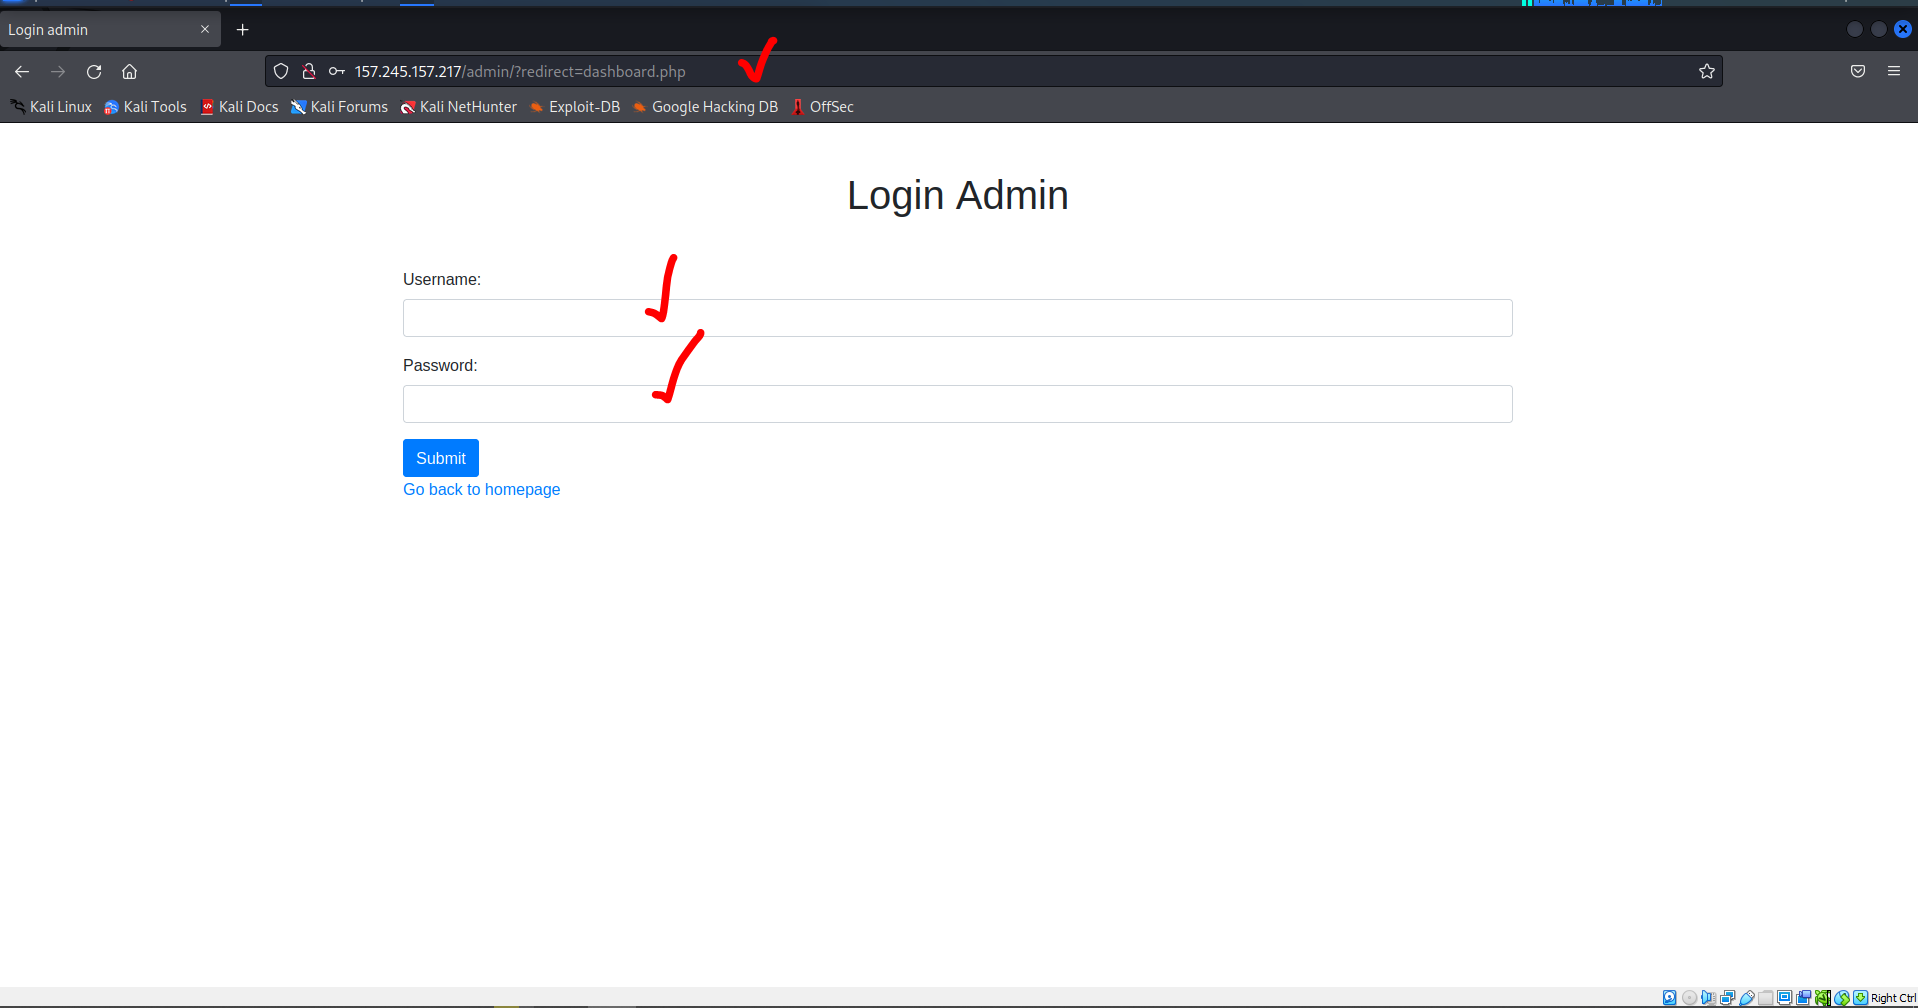 Login admin
157.245.157.217/admin/?redirect=dashboard.php
Kali Linux Kali Tools Kali Docs Kali Forums Kali NetHunter Exploit-DB Google Hacking DB OffSec
Login Admin
Username:
Password:
Submit
Go back to homepage
Right Ctrl